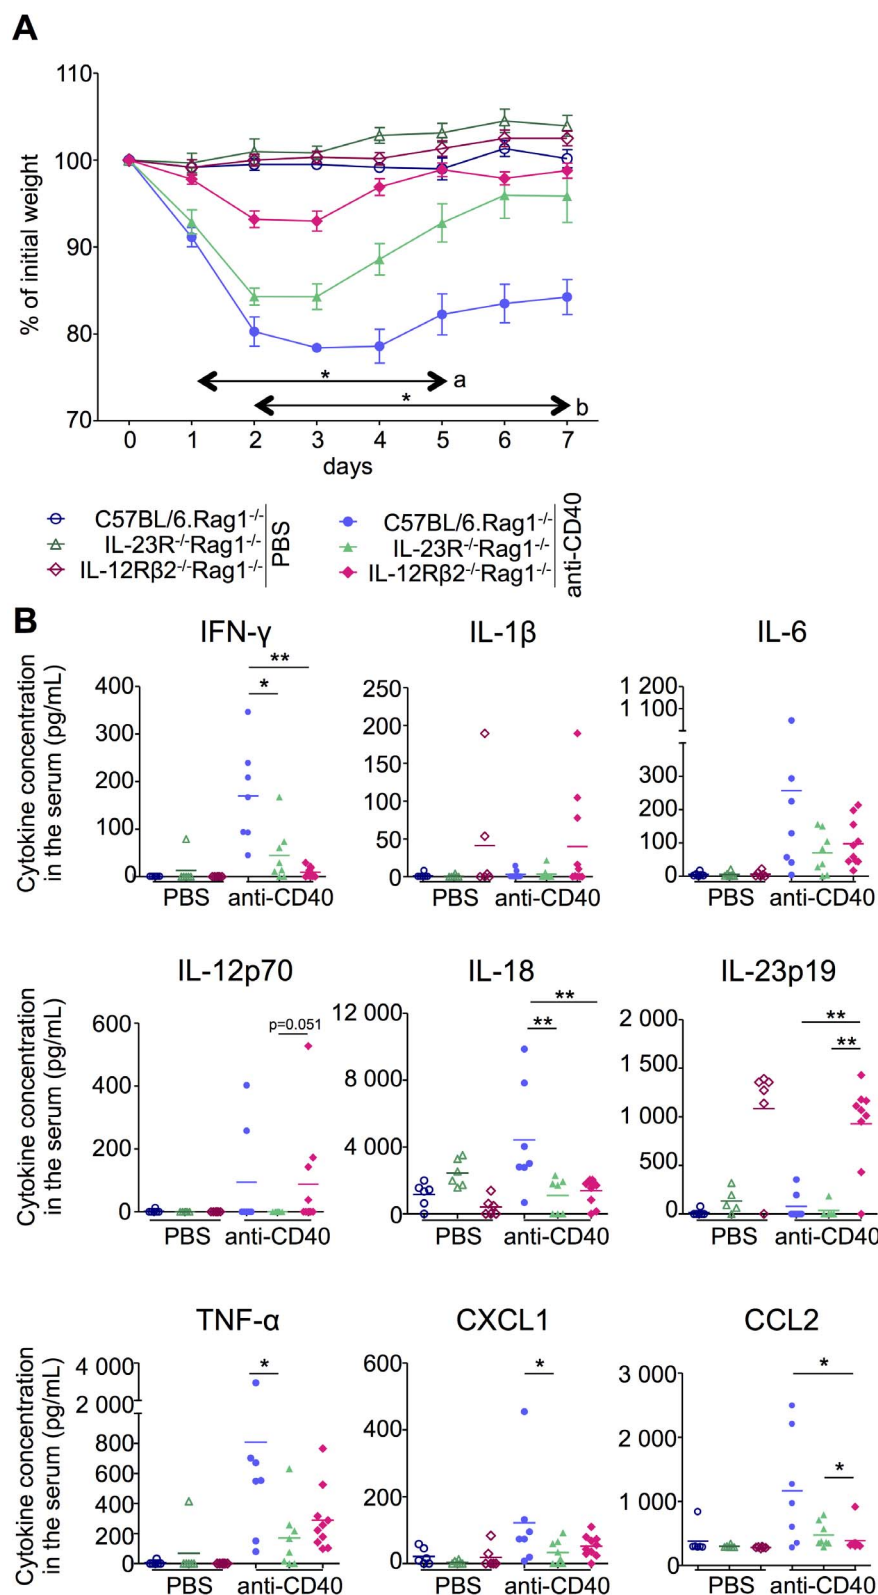 A
110
100
90
80
70
% of initial weight
* a
* b
0 1 2 3 4 5 6 7
days
C57BL/6.Rag1-/-
IL-23R-/-Rag1-/-
IL-12Rβ2-/-Rag1-/-
PBS
C57BL/6.Rag1-/-
IL-23R-/-Rag1-/-
IL-12Rβ2-/-Rag1-/-
anti-CD40
B
IFN-γ
Cytokine concentration
in the serum (pg/mL)
400
300
200
100
0
**
*
PBS anti-CD40
IL-1β
250
200
150
100
50
0
PBS anti-CD40
IL-6
1 200
1 100
300
200
100
0
PBS anti-CD40
IL-12p70
Cytokine concentration
in the serum (pg/mL)
600
400
200
0
p=0.051
PBS anti-CD40
IL-18
12 000
8 000
4 000
0
**
**
PBS anti-CD40
IL-23p19
2 000
1 500
1 000
500
0
**
**
PBS anti-CD40
TNF-α
Cytokine concentration
in the serum (pg/mL)
4 000
2 000
800
600
400
200
0
*
PBS anti-CD40
CXCL1
600
400
200
0
*
PBS anti-CD40
CCL2
3 000
2 000
1 000
0
*
*
PBS anti-CD40